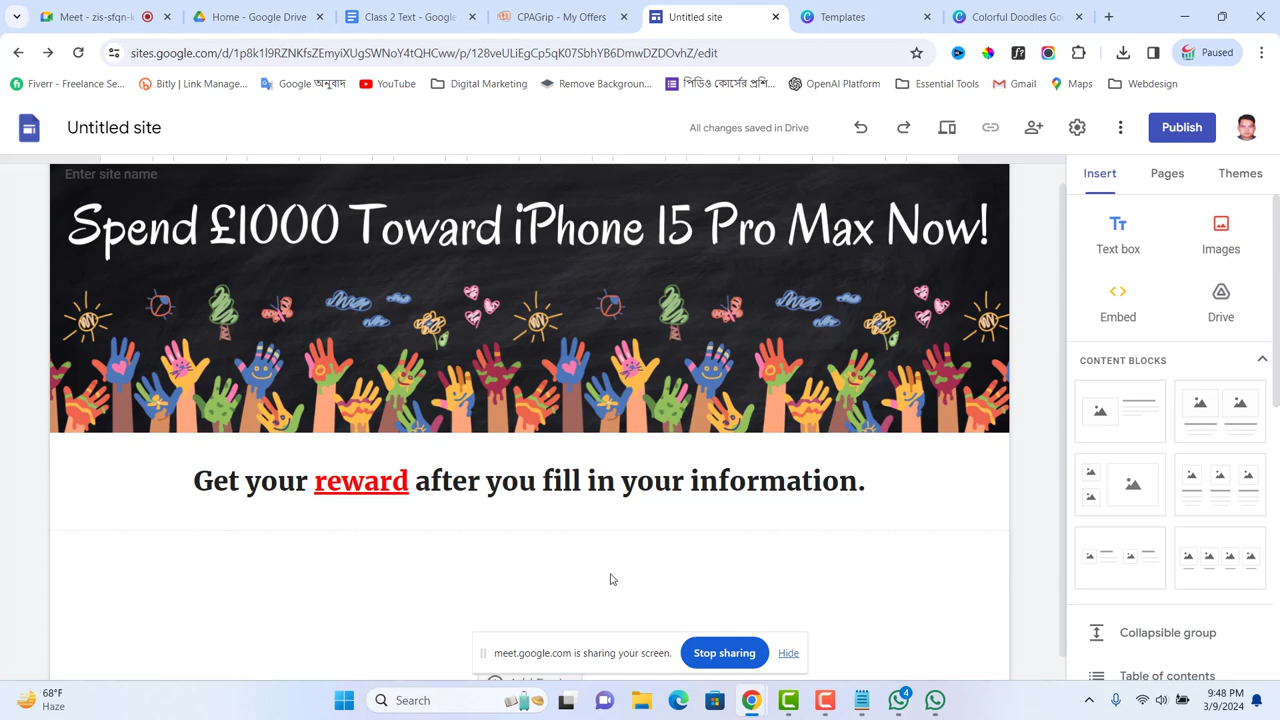 Meet - sfs-sfqn-k
Home - Google Drive
Class 2 Text - Google
CPAGrip - My Offers
Untitled site
Templates
Colorful Doodles Go
sites.google.com/d/1p8k1l9RZNKfsZEmyiXUgSWNoY4tQHCww/p/128veULiEgCp5qK07SbhYB6DmwDZDOvhZ/edit
Paused
Fiverr - Freelance Se...
Bitly | Link Manage...
Google অনুবাদ
YouTube
Digital Marketing
Remove Background...
পিডিও কোর্সের প্রশি...
OpenAI Platform
Essential Tools
Gmail
Maps
Webdesign
Untitled site
All changes saved in Drive
Publish
Enter site name
Spend £1000 Toward iPhone 15 Pro Max Now!
Get your reward after you fill in your information.
Insert
Pages
Themes
Text box
Images
Embed
Drive
CONTENT BLOCKS
Collapsible group
Table of contents
meet.google.com is sharing your screen.
Stop sharing
Hide
68°F
Haze
Search
4
9:48 PM
3/9/2024